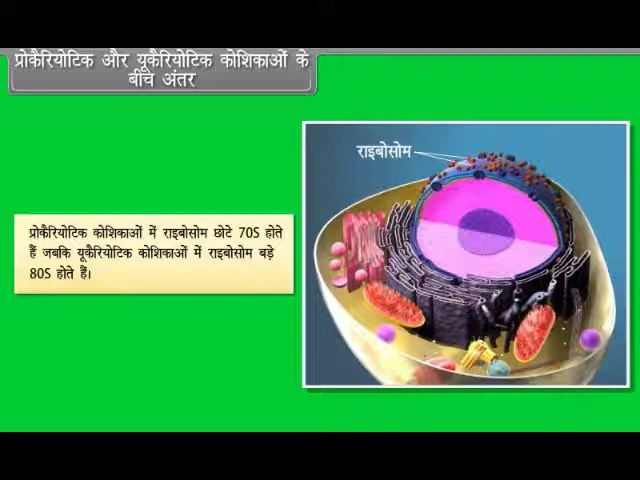 प्रोकैरियोटिक और यूकैरियोटिक कोशिकाओं के
बीच अंतर
राइबोसोम
प्रोकैरियोटिक कोशिकाओं में राइबोसोम छोटे 70S होते
हैं जबकि यूकैरियोटिक कोशिकाओं में राइबोसोम बड़े
80S होते हैं।